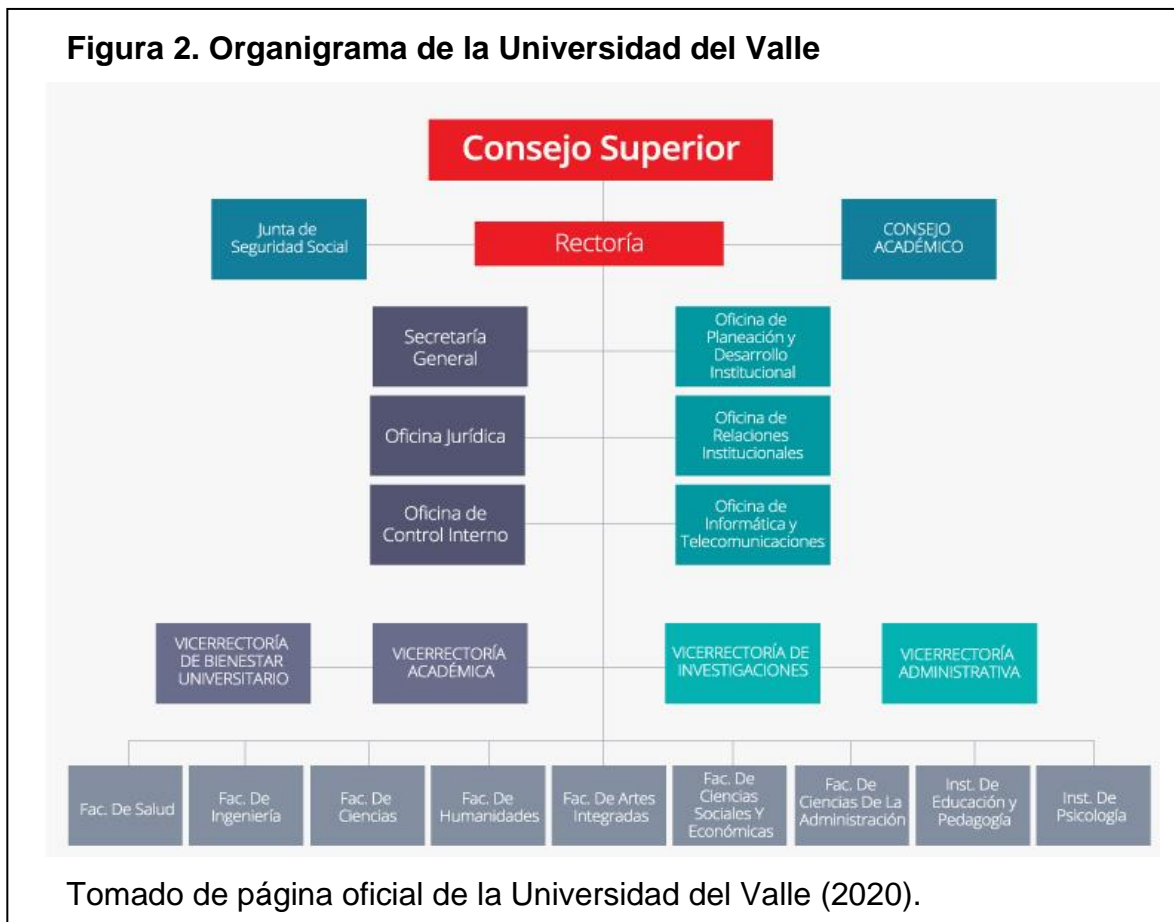 Figura 2. Organigrama de la Universidad del Valle
Consejo Superior
Junta de
Seguridad Social
Rectoría
CONSEJO
ACADÉMICO
Secretaría
General
Oficina de
Planeación y
Desarrollo
Institucional
Oficina Jurídica
Oficina de
Relaciones
Institucionales
Oficina de
Control Interno
Oficina de
Informática y
Telecomunicaciones
VICERRECTORÍA
DE BIENESTAR
UNIVERSITARIO
VICERRECTORÍA
ACADÉMICA
VICERRECTORÍA DE
INVESTIGACIONES
VICERRECTORÍA
ADMINISTRATIVA
Fac. De Salud
Fac. De
Ingeniería
Fac. De
Ciencias
Fac. De
Humanidades
Fac. De Artes
Integradas
Fac. De
Ciencias
Sociales Y
Económicas
Fac. De
Ciencias De La
Administración
Inst. De
Educación y
Pedagogía
Inst. De
Psicología
Tomado de página oficial de la Universidad del Valle (2020).